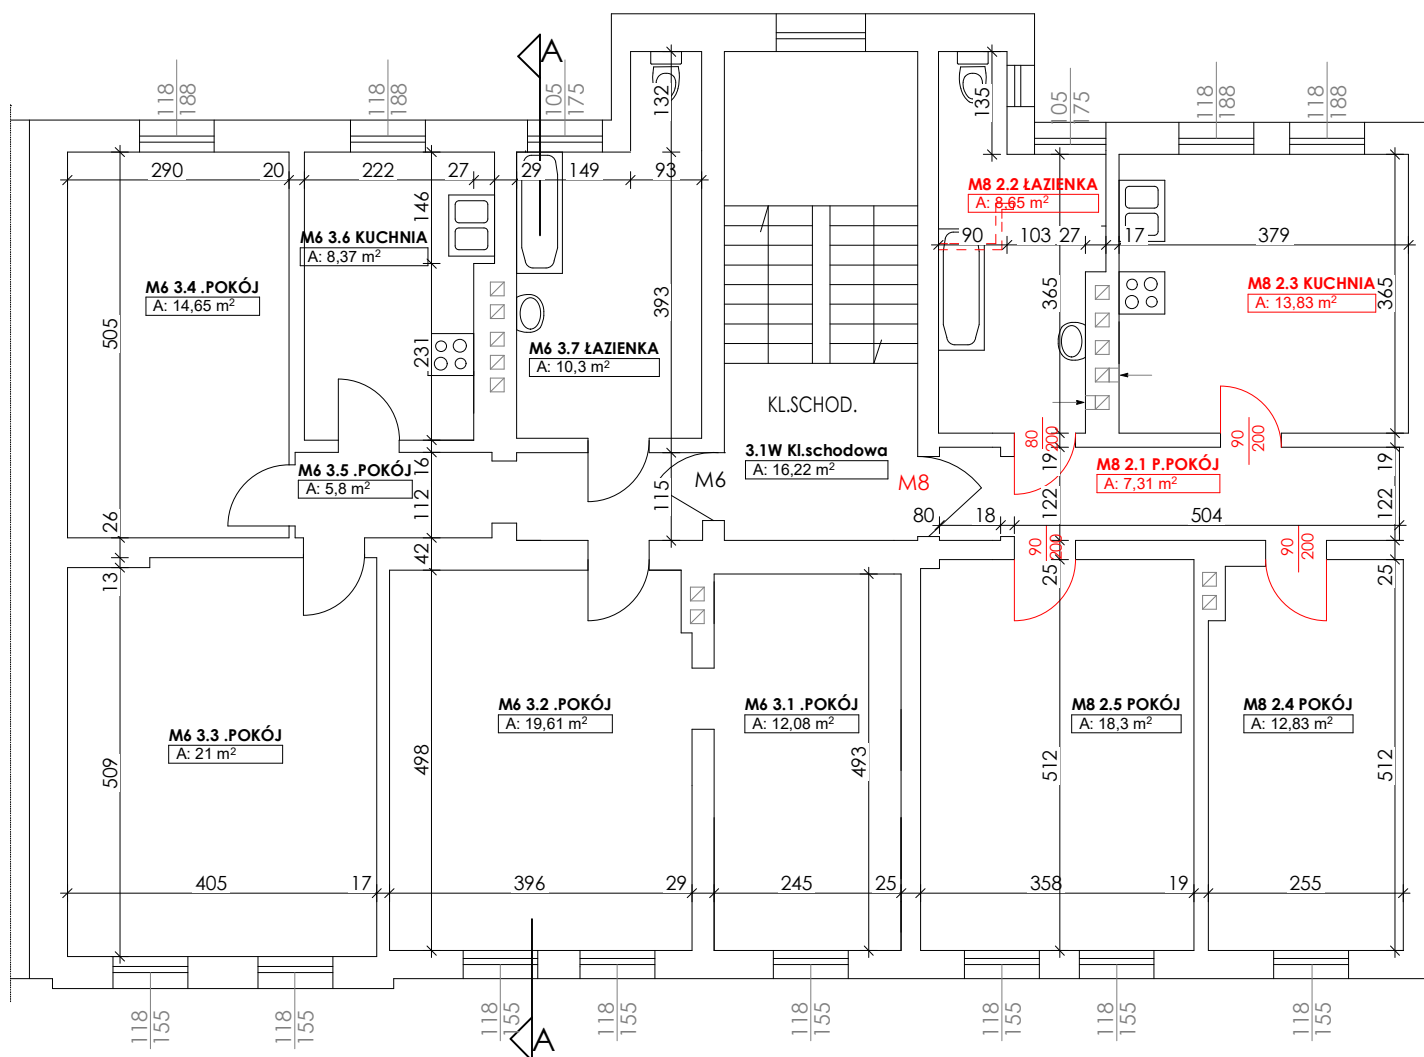 A
118
188
118
188
105
175
132
135
105
175
118
188
118
188
290
20
222
27
29
149
93
146
M8 2.2 ŁAZIENKA
A: 8,65 m²
90
103
27
17
379
M6 3.6 KUCHNIA
A: 8,37 m²
M6 3.4 .POKÓJ
A: 14,65 m²
M8 2.3 KUCHNIA
A: 13,83 m²
505
231
393
365
365
M6 3.7 ŁAZIENKA
A: 10,3 m²
KL.SCHOD.
3.1W Kl.schodowa
A: 16,22 m²
M6
M8
80
200
90
200
M6 3.5 .POKÓJ
A: 5,8 m²
M8 2.1 P.POKÓJ
A: 7,31 m²
16
19
19
112
115
122
122
26
42
80
18
504
90
200
90
200
13
25
25
M6 3.2 .POKÓJ
A: 19,61 m²
M6 3.1 .POKÓJ
A: 12,08 m²
M8 2.5 POKÓJ
A: 18,3 m²
M8 2.4 POKÓJ
A: 12,83 m²
M6 3.3 .POKÓJ
A: 21 m²
509
498
493
512
512
405
17
396
29
245
25
358
19
255
118
155
118
155
118
155
118
155
118
155
118
155
118
155
118
155
A